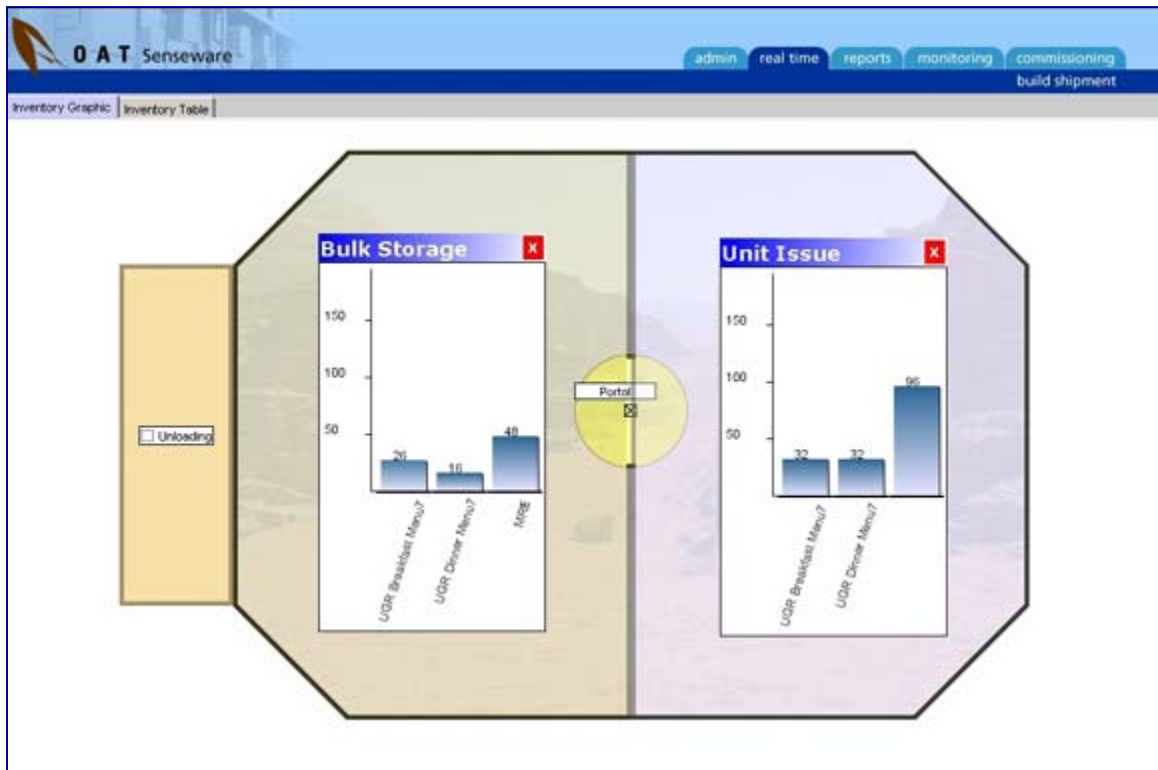 OAT Senseware
admin real time reports monitoring commissioning
build shipment
Inventory Graphic Inventory Table
Bulk Storage X
150
100
50
26
16
48
UGR Breakfast Menu7
UGR Dinner Menu7
MRE
Unloading
Portal
Unit Issue X
150
100
50
32
32
96
UGR Breakfast Menu7
UGR Dinner Menu7